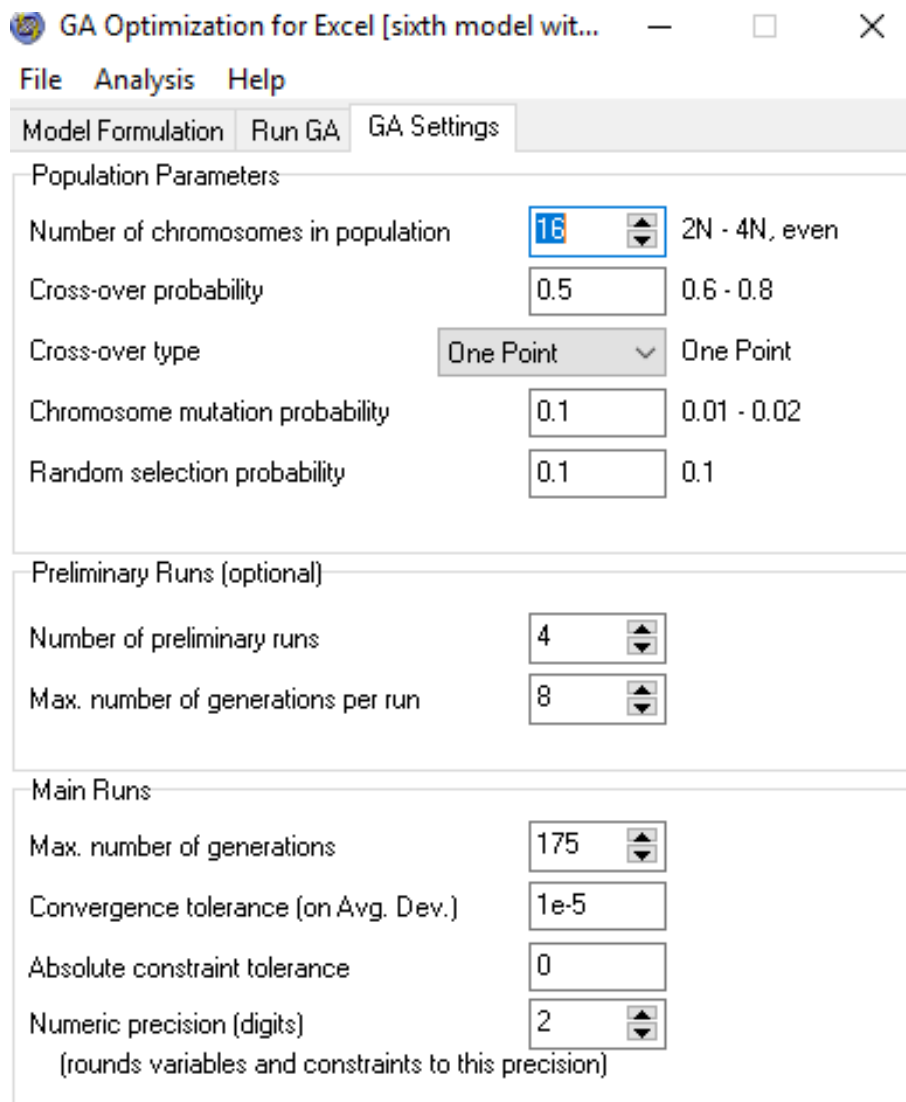 GA Optimization for Excel [sixth model wit...
File Analysis Help
Model Formulation Run GA GA Settings
Population Parameters
Number of chromosomes in population 16 2N - 4N, even
Cross-over probability 0.5 0.6 - 0.8
Cross-over type One Point One Point
Chromosome mutation probability 0.1 0.01 - 0.02
Random selection probability 0.1 0.1
Preliminary Runs (optional)
Number of preliminary runs 4
Max. number of generations per run 8
Main Runs
Max. number of generations 175
Convergence tolerance (on Avg. Dev.) 1e-5
Absolute constraint tolerance 0
Numeric precision (digits) 2
(rounds variables and constraints to this precision)